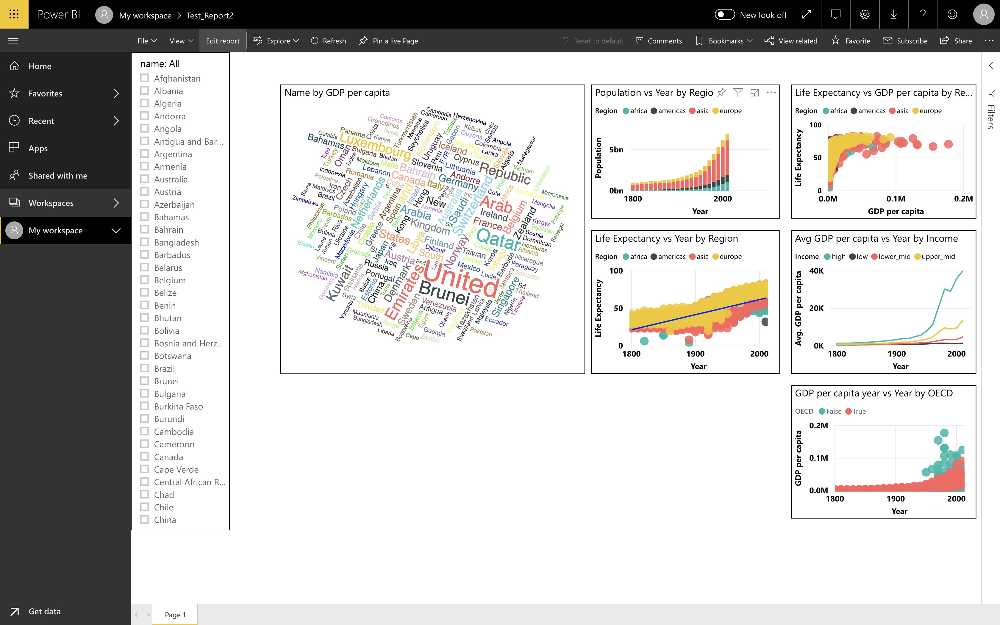 Power BI
My workspace > Test_Report2
New look off
File
View
Edit report
Explore
Refresh
Pin a live Page
Reset to default
Comments
Bookmarks
View related
Favorite
Subscribe
Share
Home
Favorites
Recent
Apps
Shared with me
Workspaces
My workspace
Get data
name: All
Afghanistan
Albania
Algeria
Andorra
Angola
Antigua and Bar...
Argentina
Armenia
Australia
Austria
Azerbaijan
Bahamas
Bahrain
Bangladesh
Barbados
Belarus
Belgium
Belize
Benin
Bhutan
Bolivia
Bosnia and Herz...
Botswana
Brazil
Brunei
Bulgaria
Burkina Faso
Burundi
Cambodia
Cameroon
Canada
Cape Verde
Central African R...
Chad
Chile
China
Name by GDP per capita
Cambodia
Cameroon
Herzegovina
Comoros
Grenadines
Nepal
Costa
Kenya
Turkmenistan
Myanmar
Seychelles
Montenegro
Tunisia
Gabon
Kiribati
Guyana
Chad
Samoa
Angola
Madagascar
Gambia
Panama
Bahamas
Luxembourg
Uruguay
Iceland
Mauritius
Colombia
Lanka
Slovak
Algeria
Togo
Turkey
Oman
Ivoire
Bulgaria
Bhutan
Moldova
Malta
Slovenia
Peru
FYR
Cyprus
Guinea
Lithuania
Republic
Vietnam
Uzbekistan
Indonesia
Romania
Lebanon
Bahrain
Canada
Italy
Germany
Andorra
Haiti
Palestine
Iran
Czech
Azerbaijan
Hungary
Netherlands
Cuba
d
Dem
and
Israel
Hong
Papua
India
the
Australia
Saudi
Switzerland
Cote
Africa
Guatemala
Micronesia
Sierra
Maldives
Brazil
Zimbabwe
Poland
Sao
Serbia
Argentina
Spain
Arabia
New
Armenia
Arab
Ireland
Belgium
Mongolia
Principe
Philippines
Barbados
Morocco
North
Rica
Bolivia
Ukraine
Chile
Croatia
Greece
Benin
Kong
Kingdom
Sts
France
Zealand
Kyrgyz
Tajikistan
Senegal
Bosnia
Dominican
Honduras
Bissau
Leone
Yemen
Macedonia
Grenada
St
Japan
Fiji
States
Libya
Finland
Djibouti
Rep
Qatar
Congo
Albania
Vincent
Sudan
Austria
South
Norway
Taiwan
Jordan
Korea
Tobago
Barbuda
Nicaragua
Paraguay
Afghanistan
Namibia
Dominica
Kuwait
Suriname
Islands
Russia
Iraq
Fed
Lao
Portugal
Mexico
Lucia
Jamaica
Salvador
Belize
Estonia
China
Tome
Denmark
Emirates
United
Brunei
El
Verde
Singapore
Sri
Thailand
Syria
Vanuatu
Trinidad
Sweden
Venezuela
Antigua
Kazakhstan
Latvia
Malaysia
Nigeria
Tanzania
Mauritania
Bangladesh
Tonga
Liberia
Botswana
Belarus
Egypt
Ghana
Equatorial
Swaziland
Ecuador
Cape
Georgia
Zambia
Pakistan
Population vs Year by Regio
Region africa americas asia europe
Population
5bn
0bn
1800 2000
Year
Life Expectancy vs GDP per capita by Re...
Region africa americas asia europe
Life Expectancy
100
50
0
0.0M 0.1M 0.2M
GDP per capita
Life Expectancy vs Year by Region
Region africa americas asia europe
Life Expectancy
100
50
0
1800 1900 2000
Year
Avg GDP per capita vs Year by Income
Income high low lower_mid upper_mid
Avg. GDP per capita
40K
20K
0K
1800 1900 2000
Year
GDP per capita year vs Year by OECD
OECD False True
GDP per capita
0.2M
0.1M
0.0M
1800 1900 2000
Year
Filters
Page 1